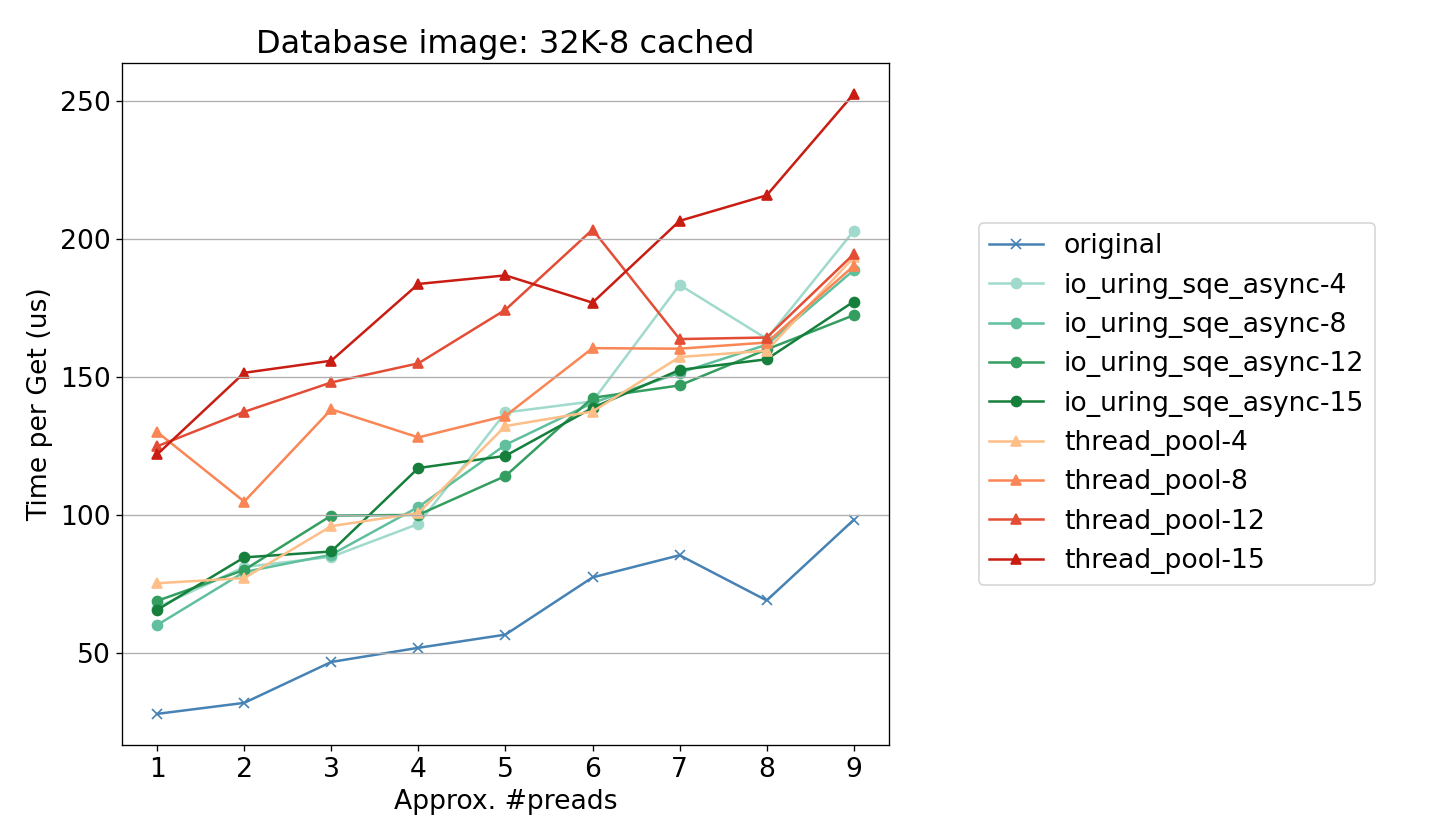 Database image: 32K-8 cached
Time per Get (us)
250
200
150
100
50
1 2 3 4 5 6 7 8 9
Approx. #preads
original
io_uring_sqe_async-4
io_uring_sqe_async-8
io_uring_sqe_async-12
io_uring_sqe_async-15
thread_pool-4
thread_pool-8
thread_pool-12
thread_pool-15